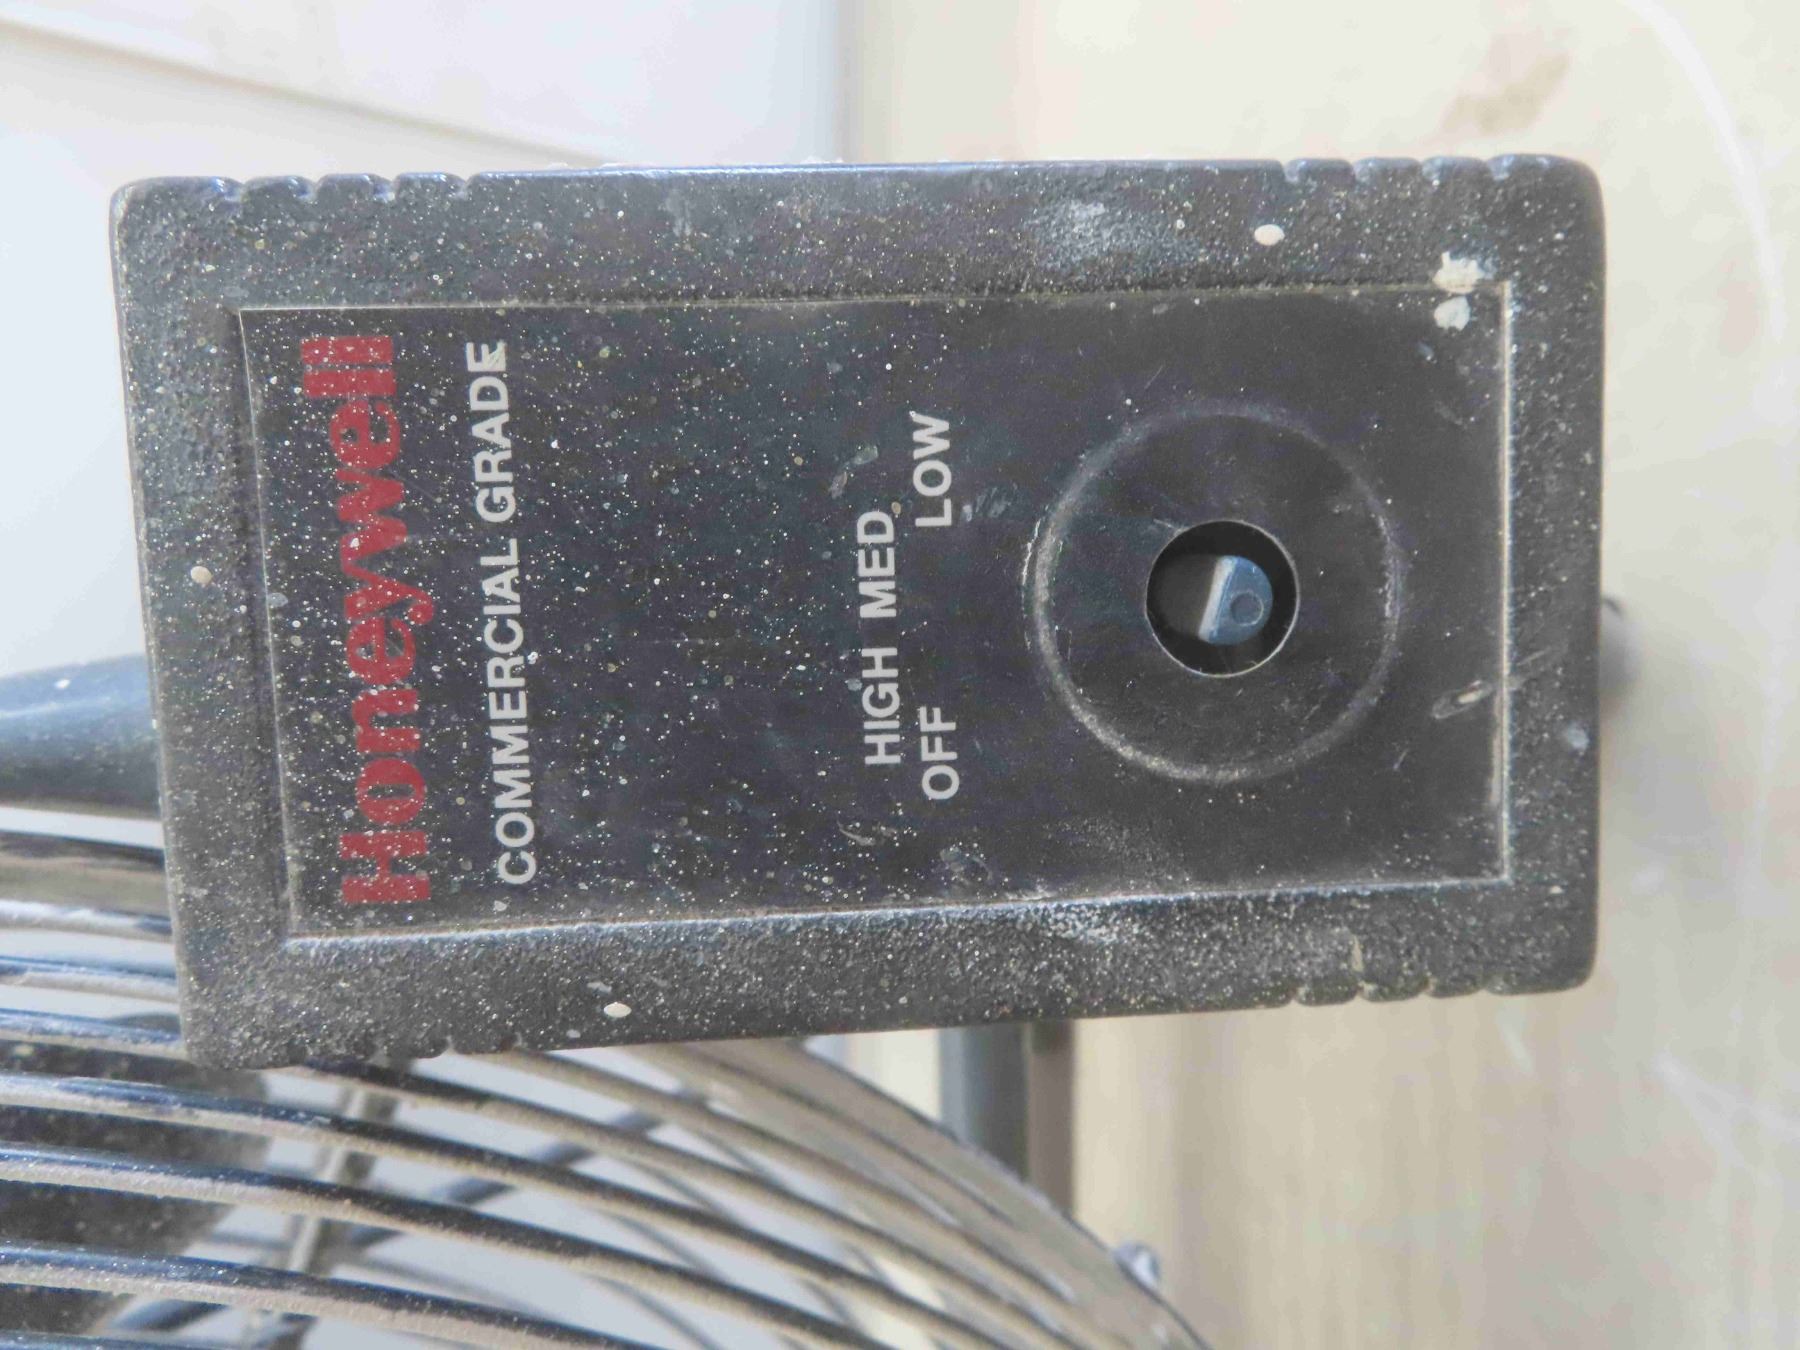 Honeywell
COMMERCIAL GRADE
HIGH MED
OFF LOW